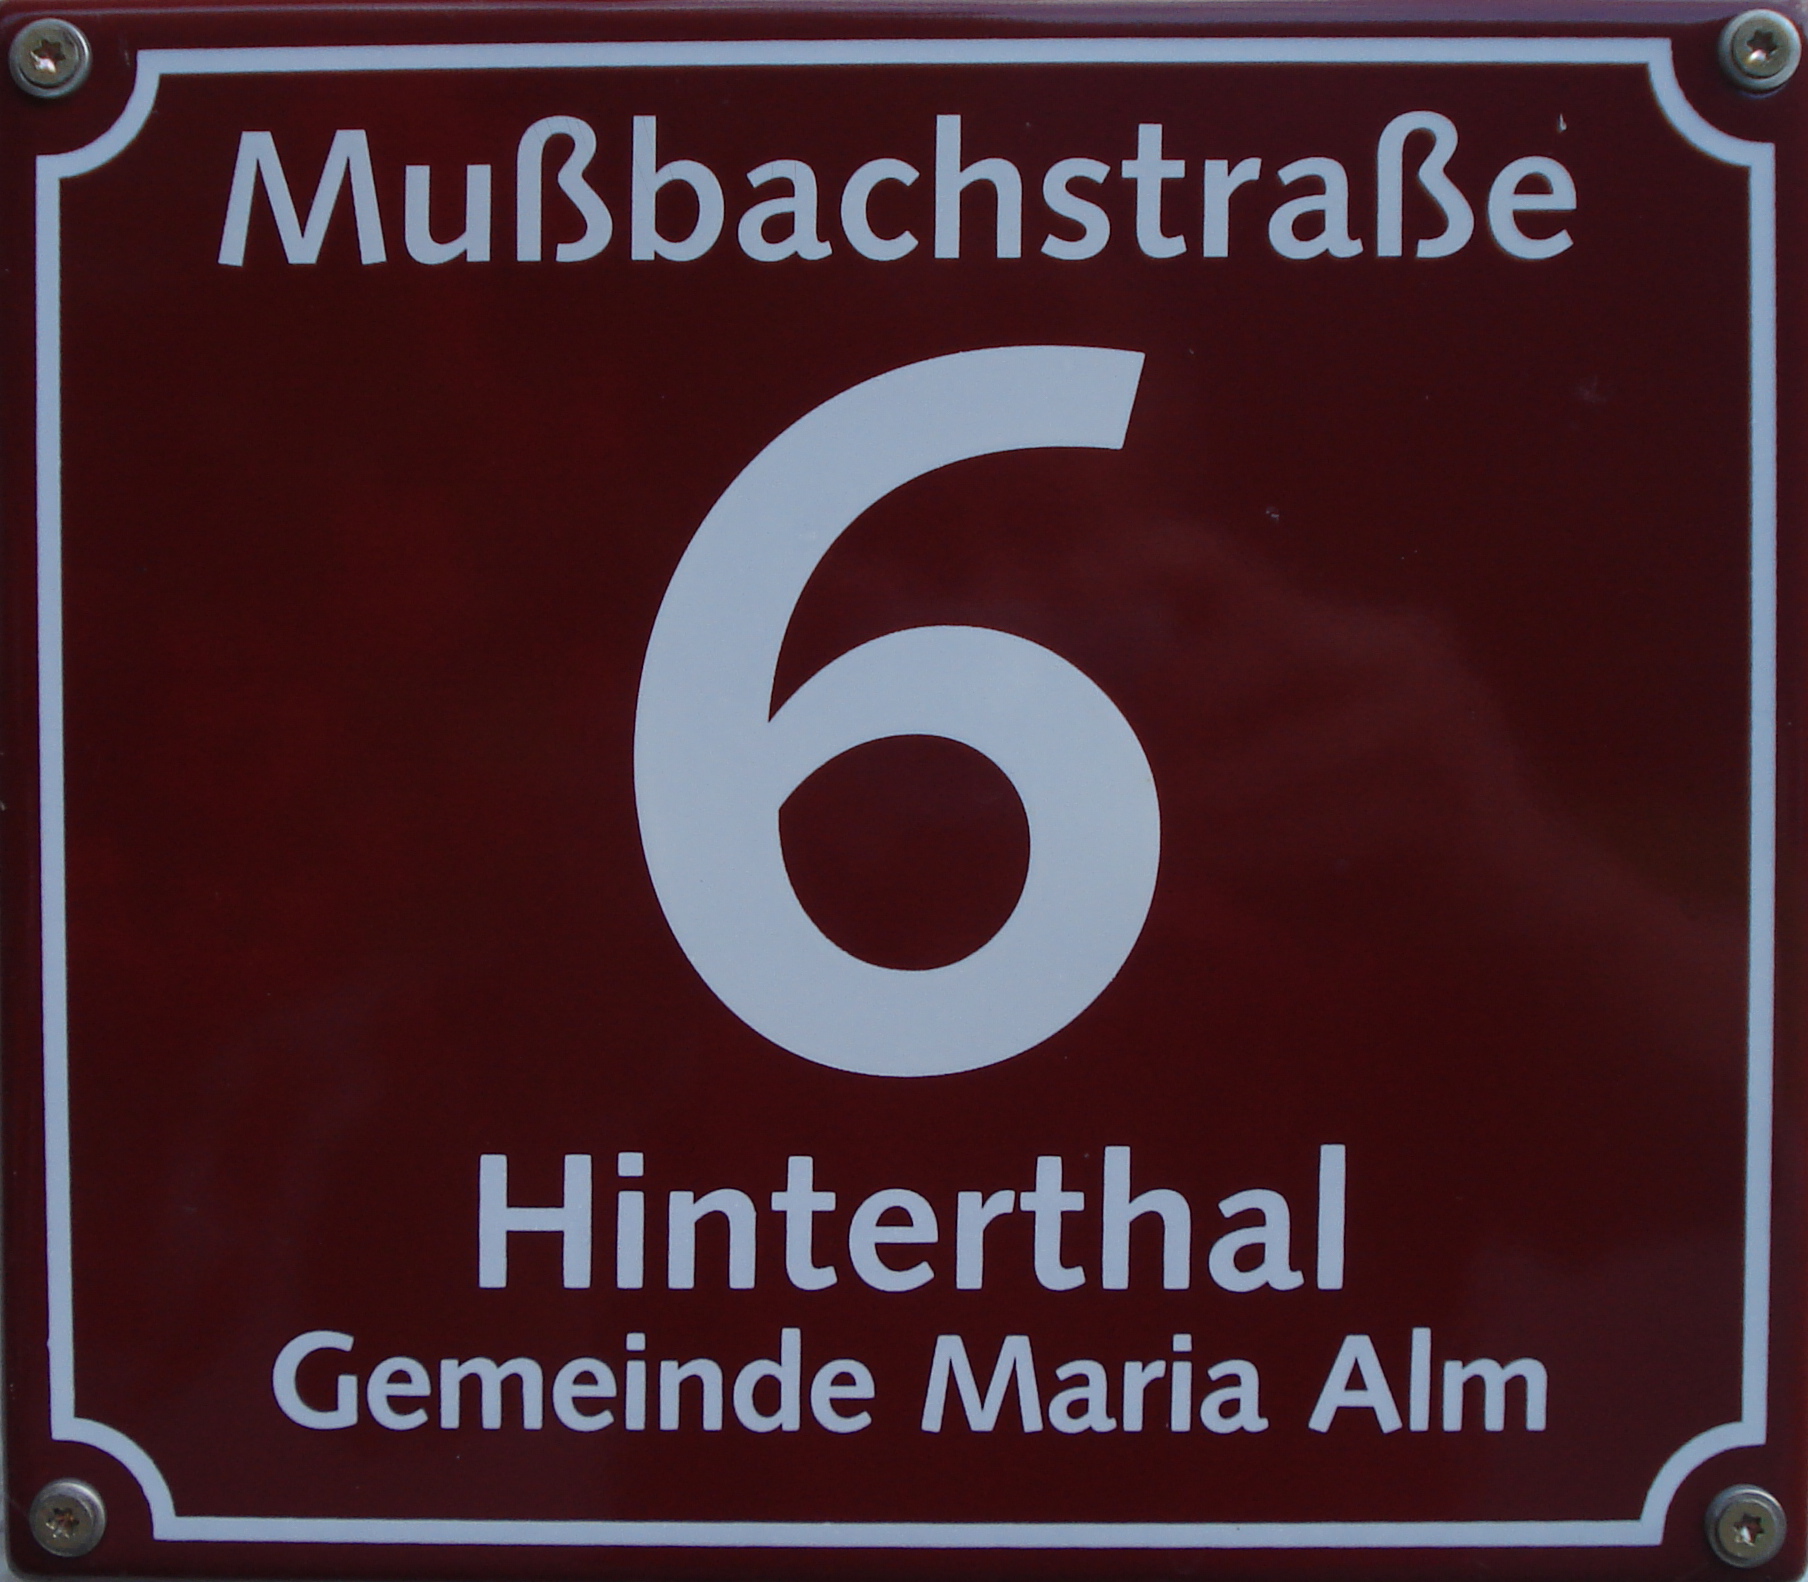 Mußbachstraße
6
Hinterthal
Gemeinde Maria Alm